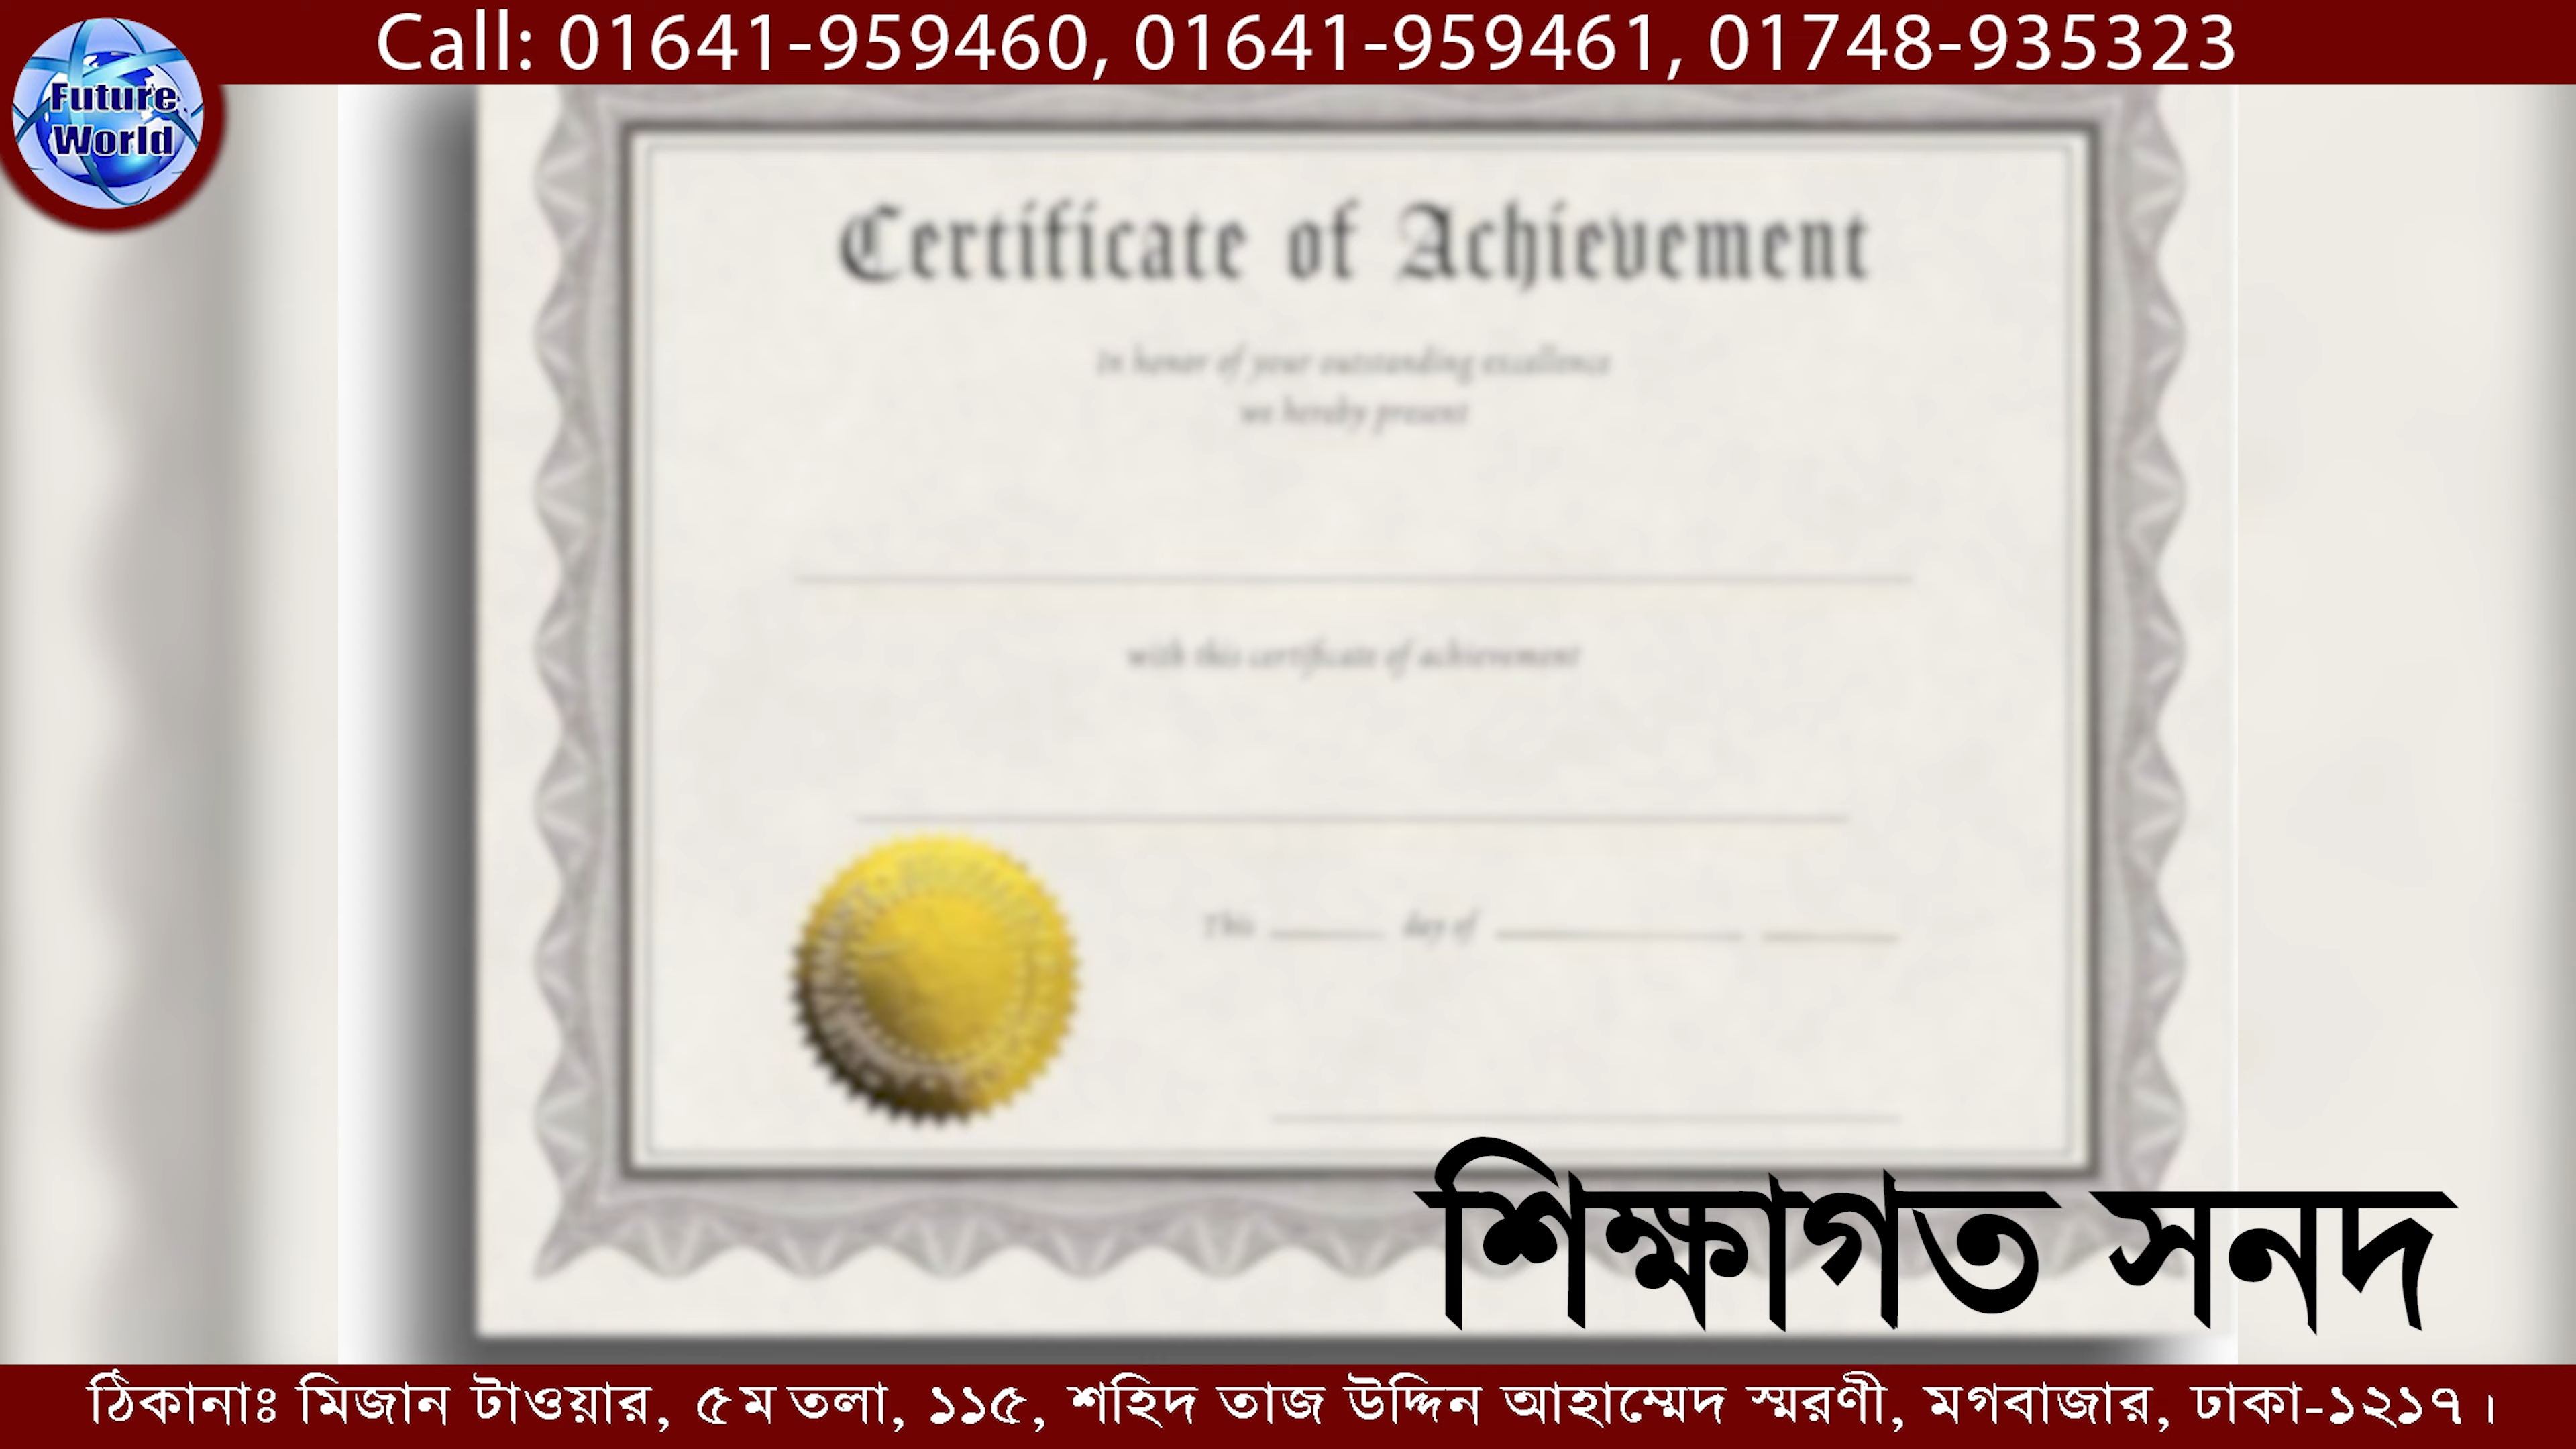 Call: 01641-959460, 01641-959461, 01748-935323
Future
World
Certificate of Achievement
In honor of your outstanding excellence
we hereby present
with this certificate of achievement
This day of
শিক্ষাগত সনদ
ঠিকানাঃ মিজান টাওয়ার, ৫ম তলা, ১১৫, শহিদ তাজ উদ্দিন আহাম্মেদ স্মরণী, মগবাজার, ঢাকা-১২১৭।